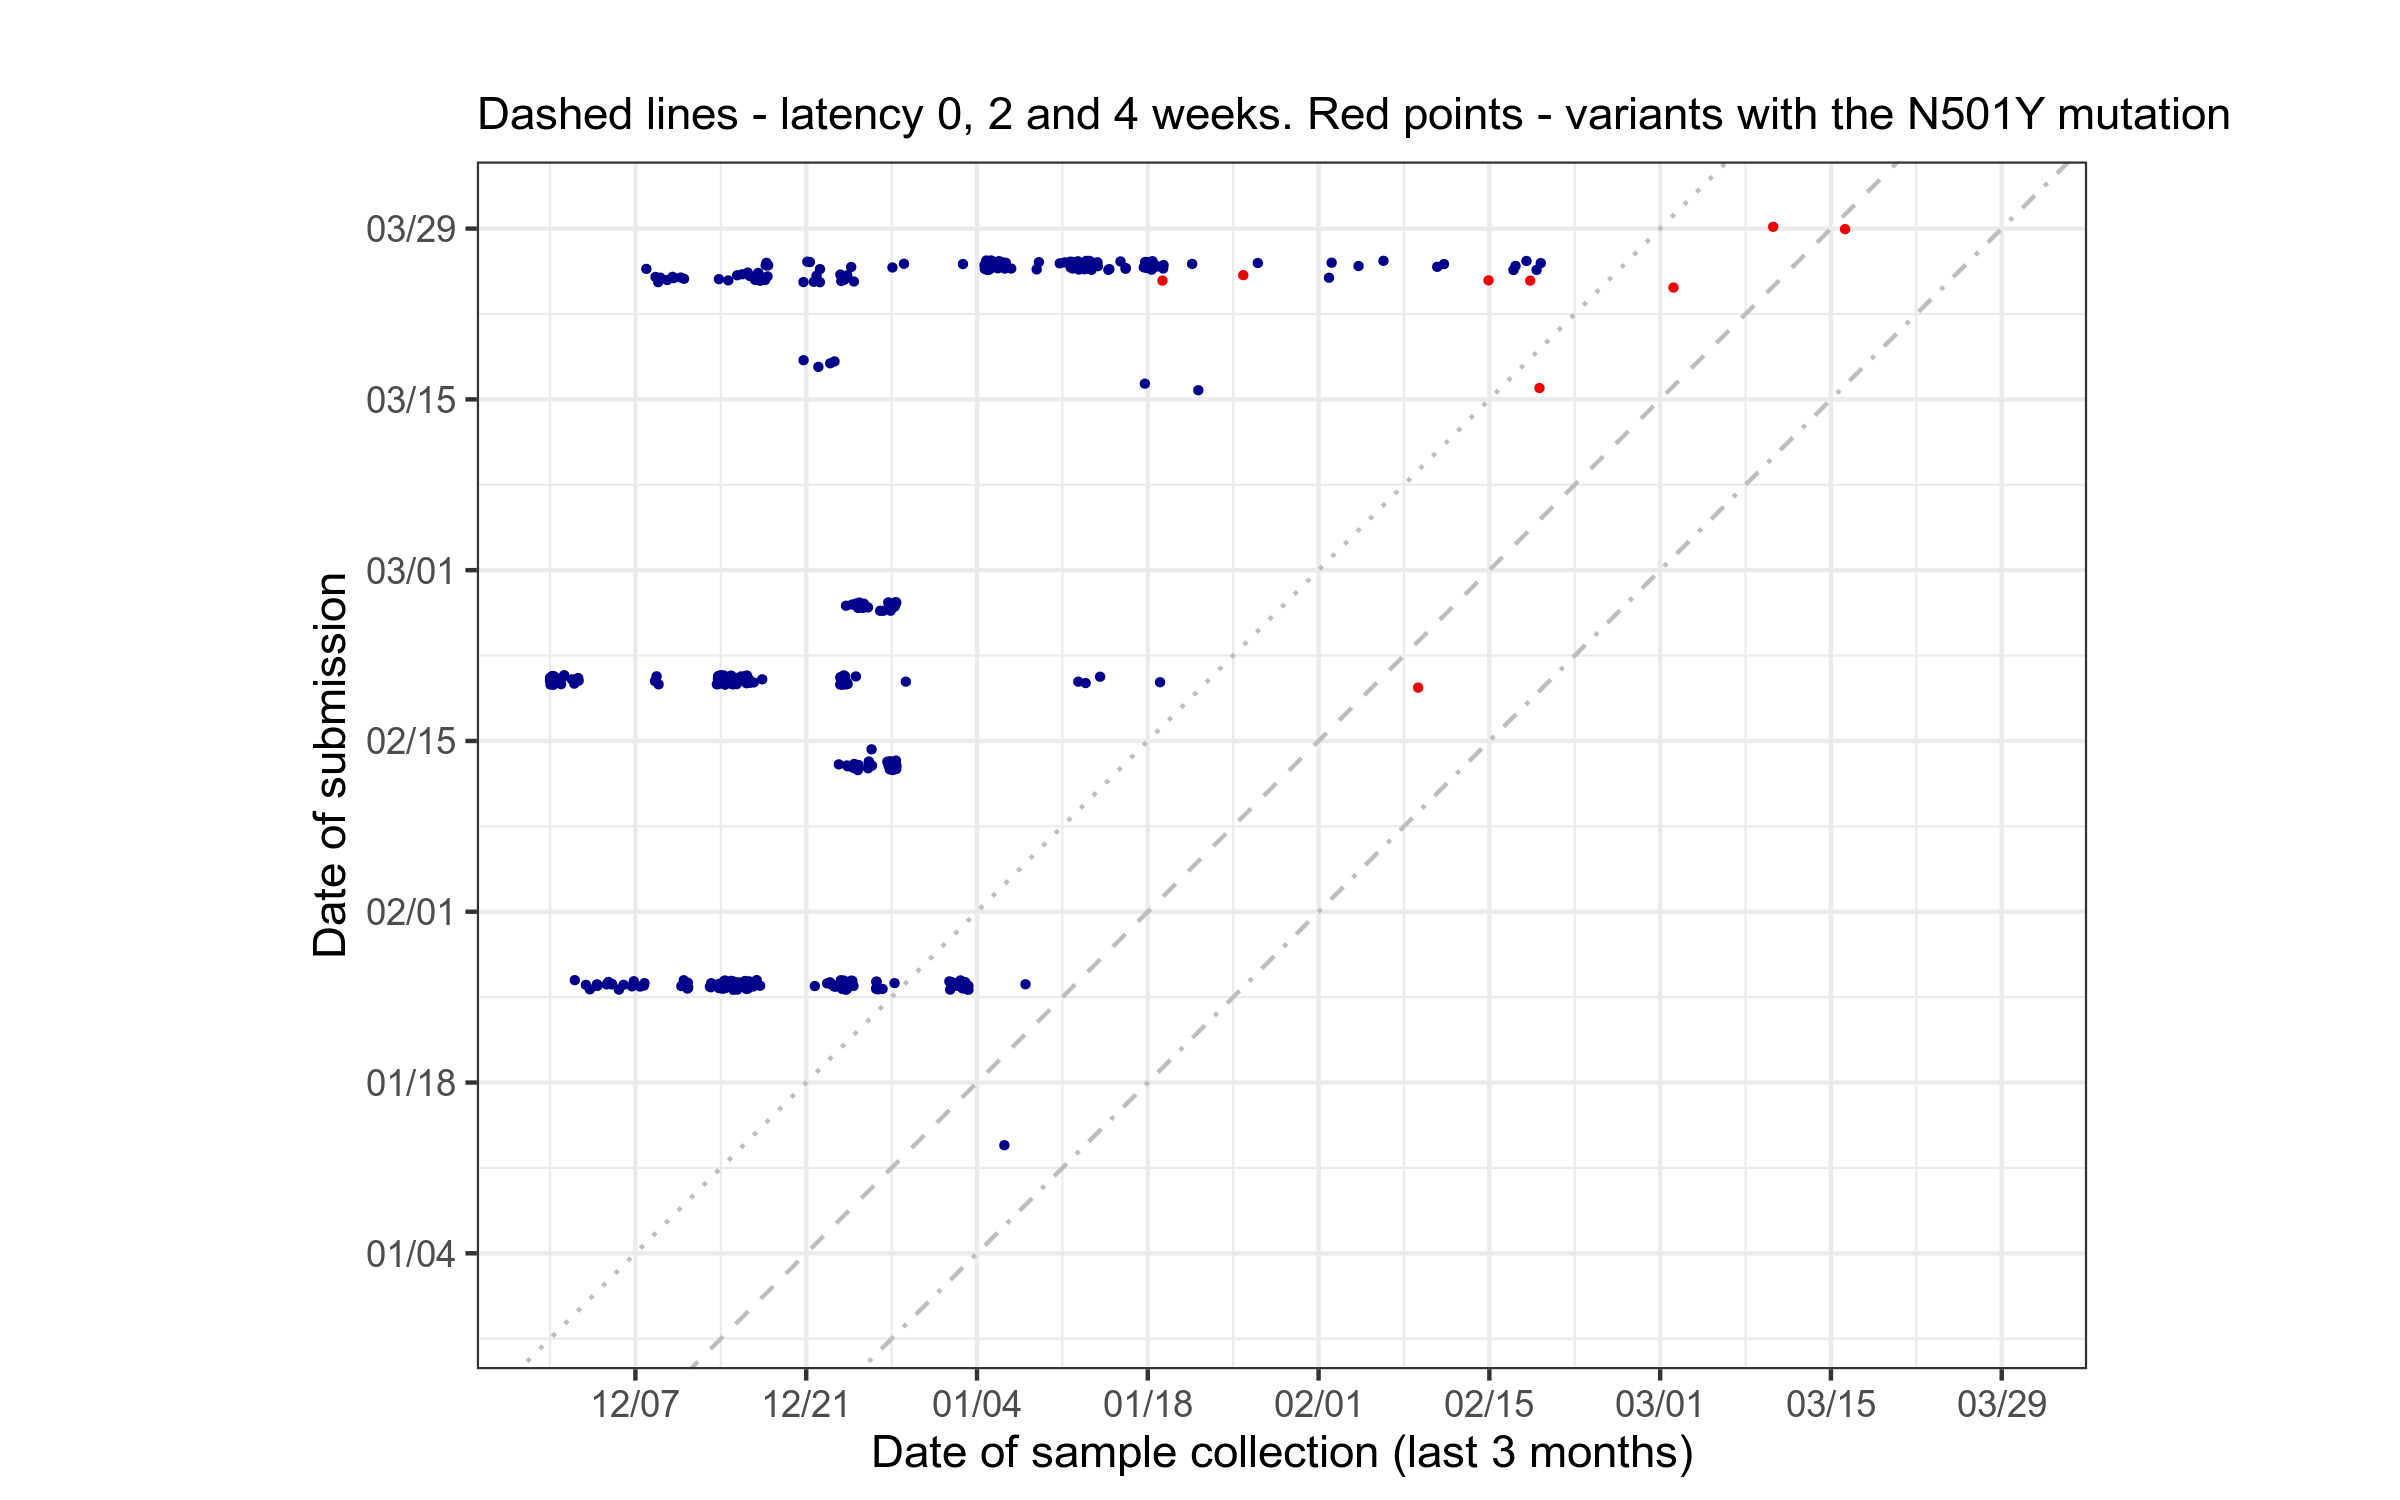 Dashed lines - latency 0, 2 and 4 weeks. Red points - variants with the N501Y mutation
Date of submission
03/29
03/15
03/01
02/15
02/01
01/18
01/04
12/07 12/21 01/04 01/18 02/01 02/15 03/01 03/15 03/29
Date of sample collection (last 3 months)